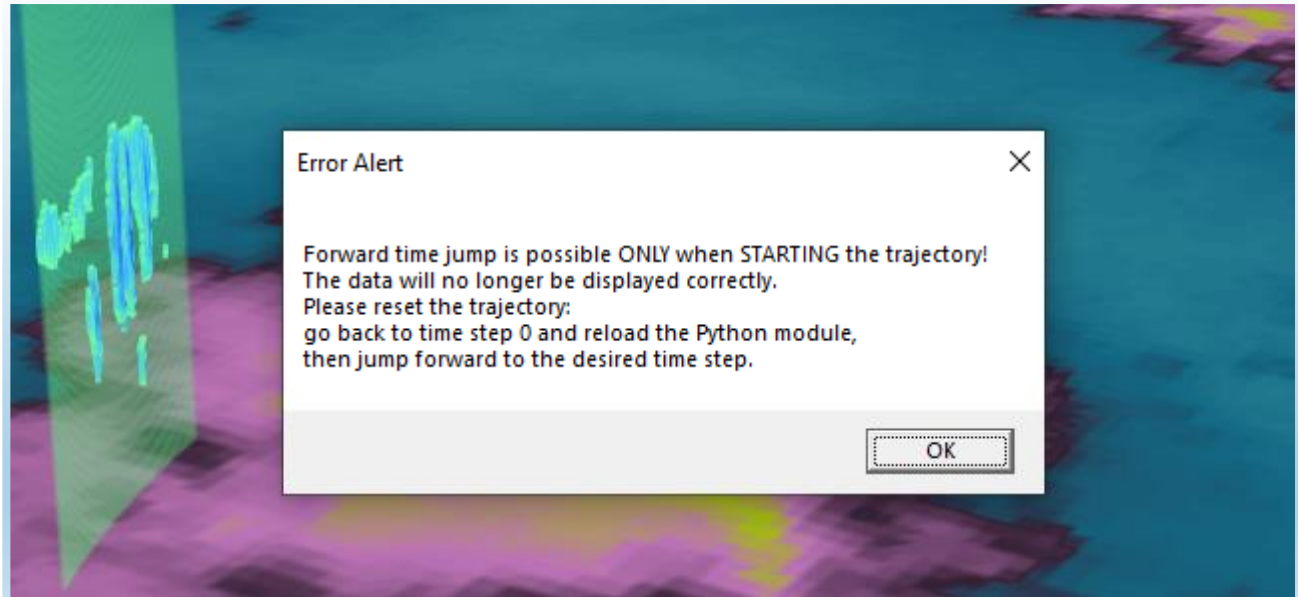 Error Alert
Forward time jump is possible ONLY when STARTING the trajectory!
The data will no longer be displayed correctly.
Please reset the trajectory:
go back to time step 0 and reload the Python module,
then jump forward to the desired time step.
OK